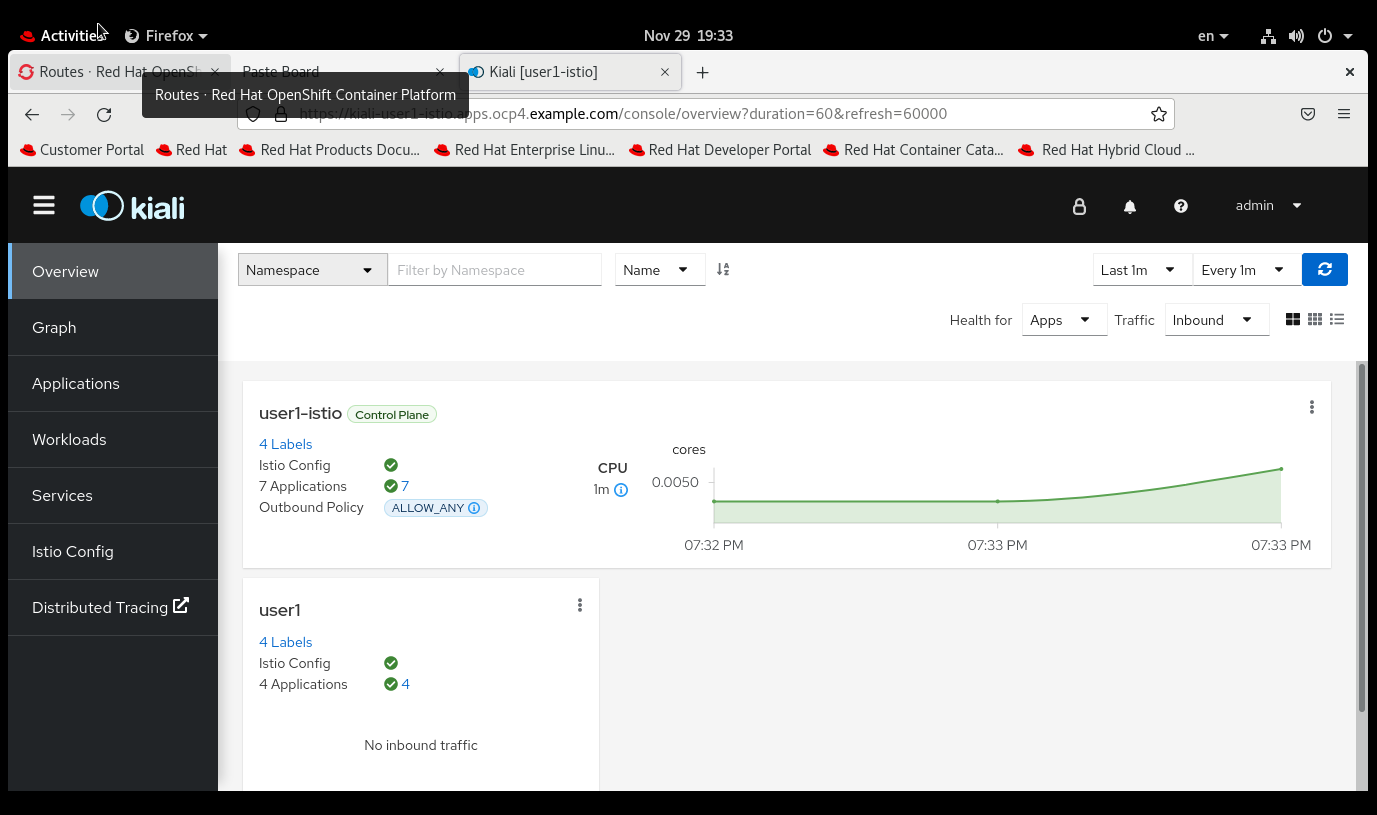 Activities Firefox Nov 29 19:33 en
Routes · Red Hat OpenSh Paste Board Kiali [user1-istio]
Routes · Red Hat OpenShift Container Platform
https://kiali-user1-istio.apps.ocp4.example.com/console/overview?duration=60&refresh=60000
Customer Portal Red Hat Red Hat Products Docu... Red Hat Enterprise Linu... Red Hat Developer Portal Red Hat Container Cata... Red Hat Hybrid Cloud ...
kiali admin
Overview
Graph
Applications
Workloads
Services
Istio Config
Distributed Tracing
Namespace Filter by Namespace Name Last 1m Every 1m
Health for Apps Traffic Inbound
user1-istio Control Plane
4 Labels
Istio Config
7 Applications 7
Outbound Policy ALLOW_ANY
CPU
1m
cores
0.0050
07:32 PM 07:33 PM 07:33 PM
user1
4 Labels
Istio Config
4 Applications 4
No inbound traffic